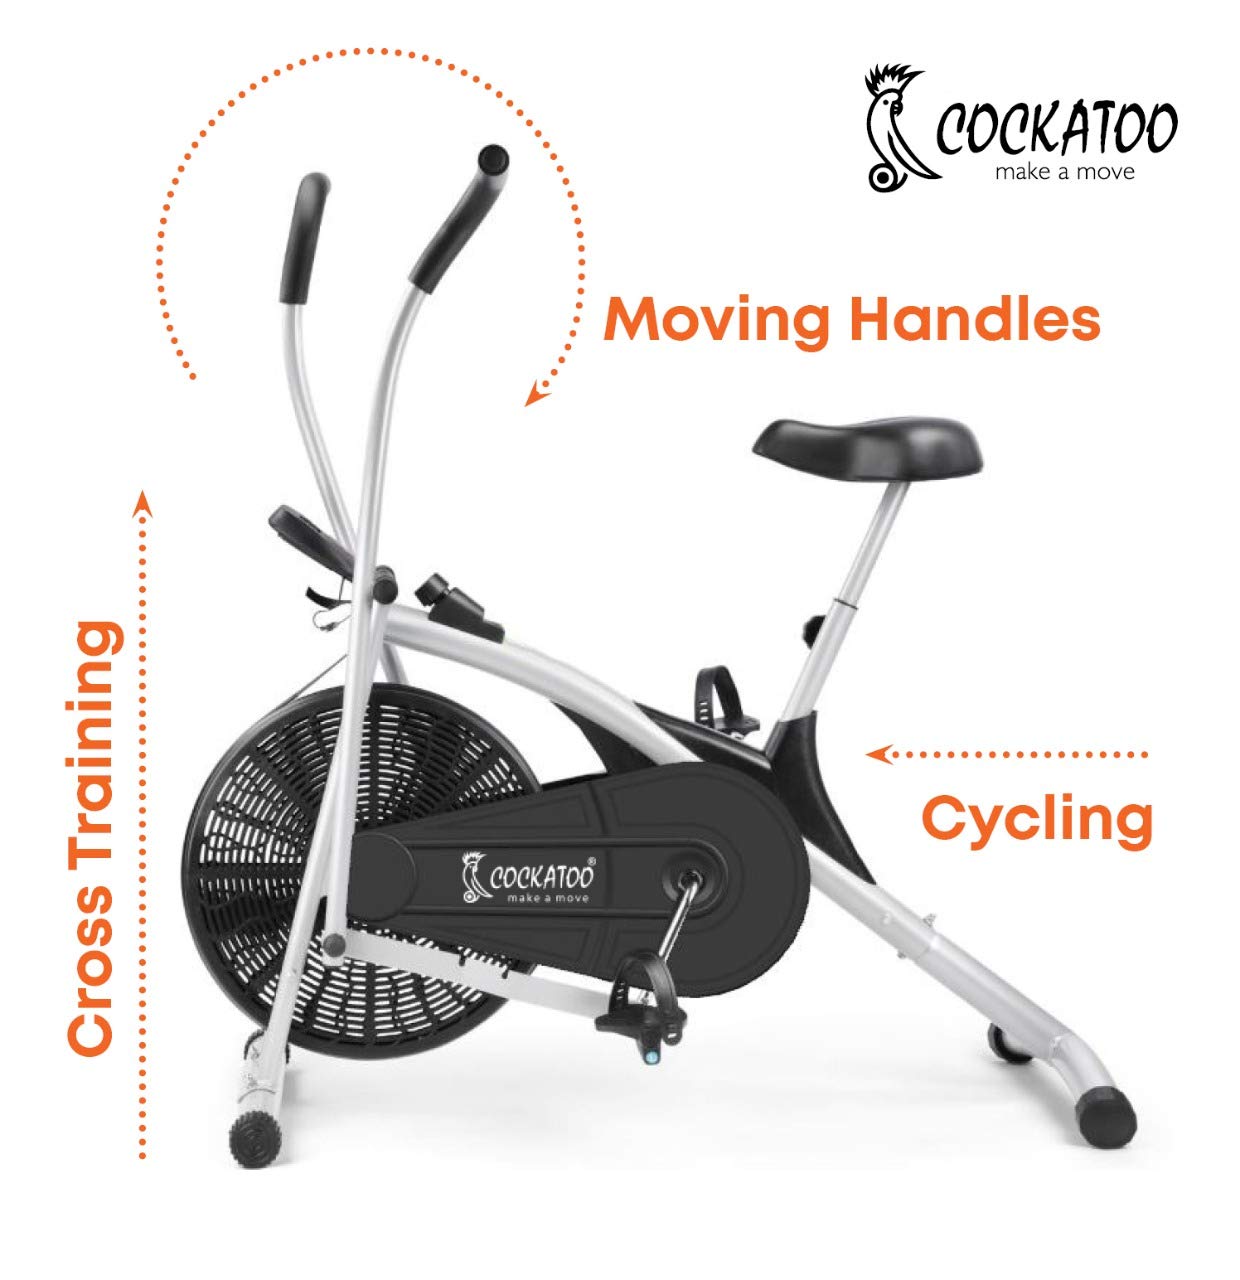 COCKATOO
make a move
Moving Handles
Cross Training
Cycling
COCKATOO®
make a move